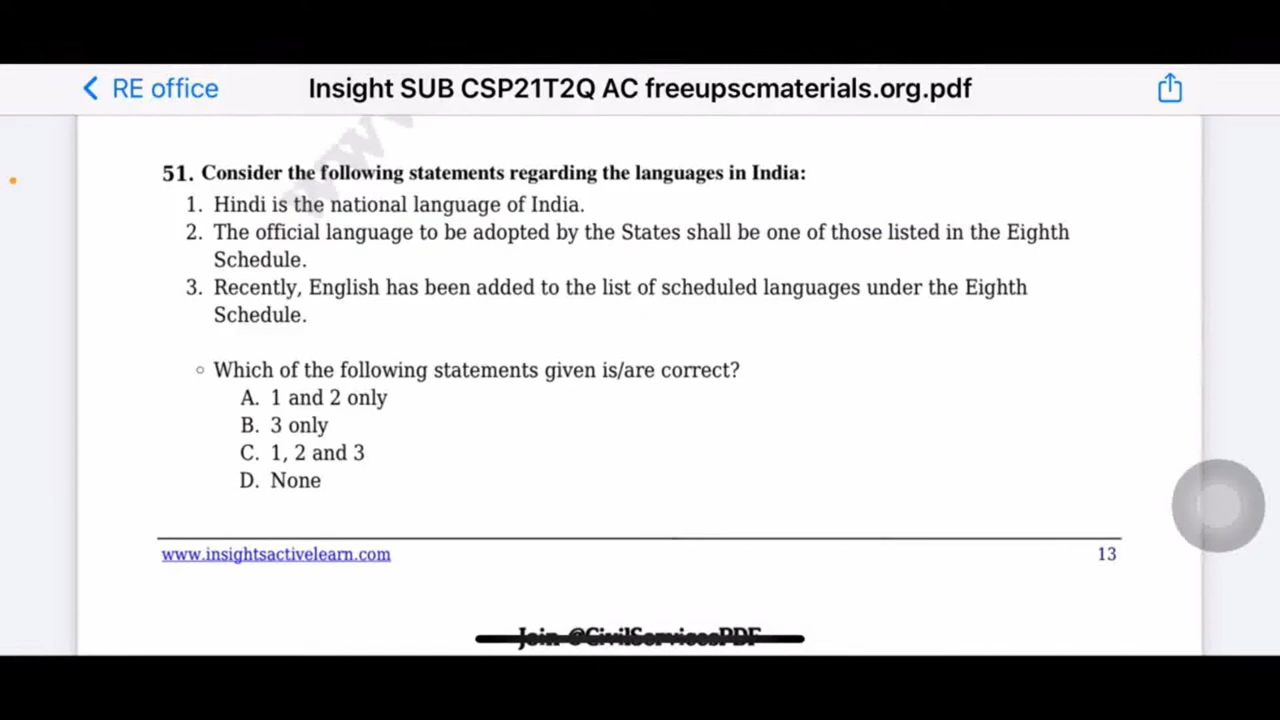 RE office
Insight SUB CSP21T2Q AC freeupscmaterials.org.pdf
www
51. Consider the following statements regarding the languages in India:
1. Hindi is the national language of India.
2. The official language to be adopted by the States shall be one of those listed in the Eighth
Schedule.
3. Recently, English has been added to the list of scheduled languages under the Eighth
Schedule.
Which of the following statements given is/are correct?
A. 1 and 2 only
B. 3 only
C. 1, 2 and 3
D. None
www.insightsactivelearn.com
13
Join @CivilServicesPDF